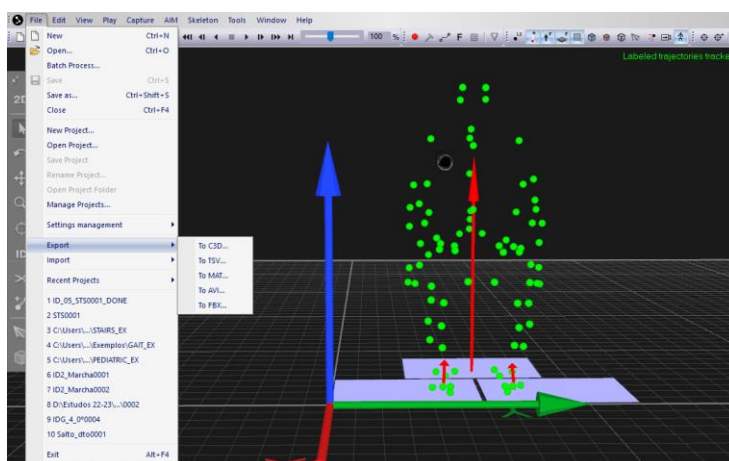 File Edit View Play Capture AIM Skeleton Tools Window Help
New Ctrl+N
Open... Ctrl+O
Batch Process...
Save Ctrl+S
Save as... Ctrl+Shift+S
Close Ctrl+F4
New Project...
Open Project...
Save Project
Rename Project...
Open Project Folder
Manage Projects...
Settings management
Export
Import
Recent Projects
1 ID_05_STS0001_DONE
2 STS0001
3 C:\Users\...\STAIRS_EX
4 C:\Users\...\Exemplos\GAIT_EX
5 C:\Users\...\PEDIATRIC_EX
6 ID2_Marcha0001
7 ID2_Marcha0002
8 D:\Estudos 22-23\...\0002
9 IDG_4_0º0004
10 Salto_dto0001
Exit Alt+F4
To C3D...
To TSV...
To MAT...
To AVI...
To FBX...
100 %
F
Labeled trajectories tracke
2D
ID